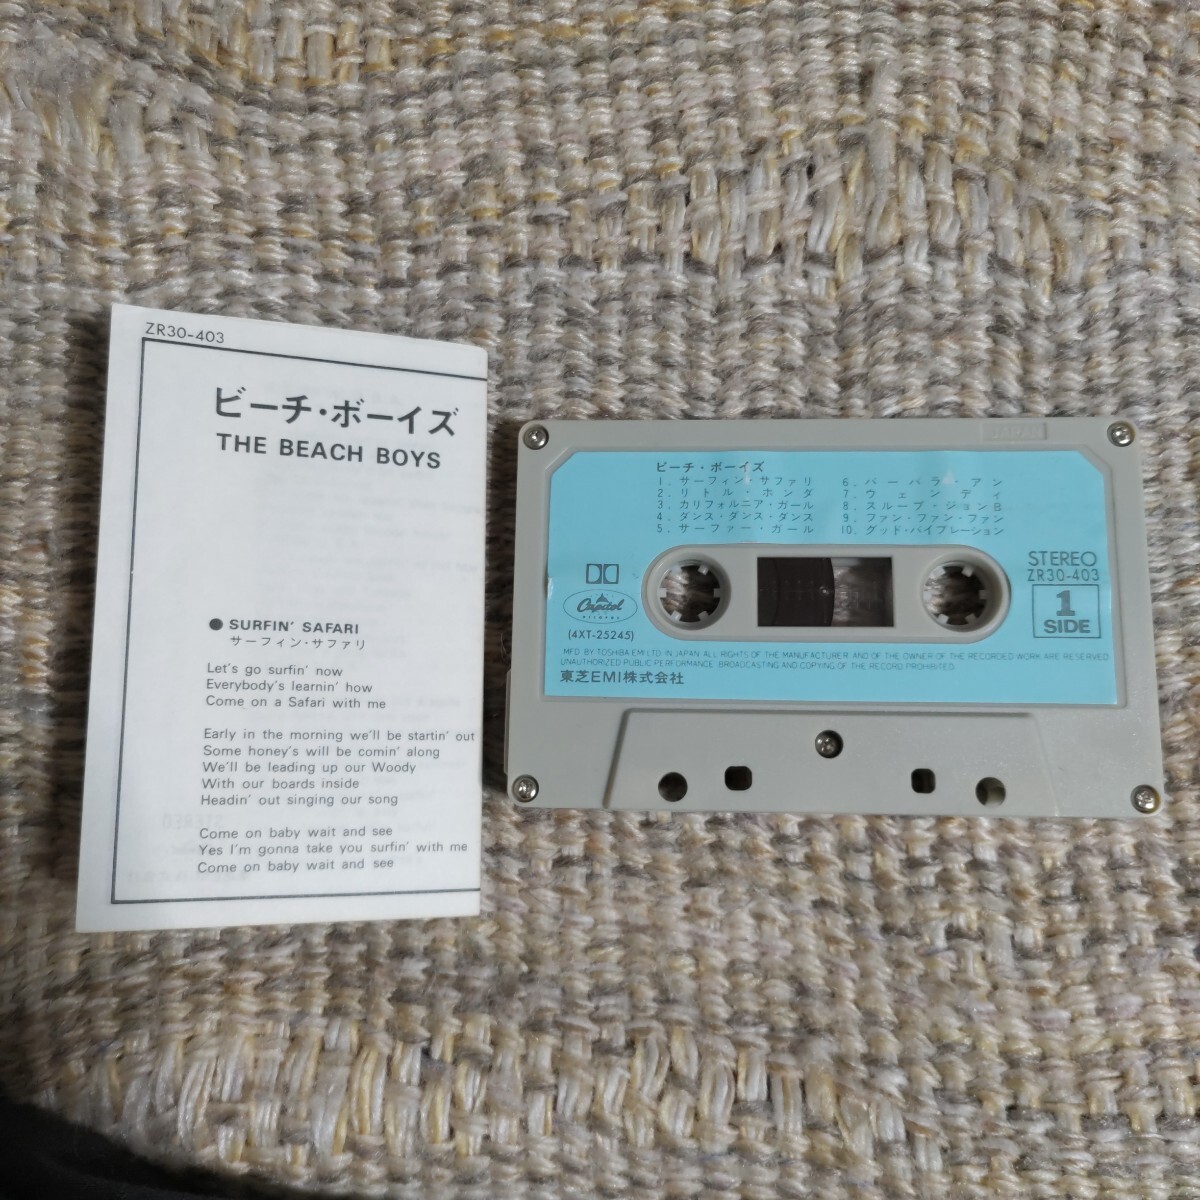 ZR30-403
ビーチ・ボーイズ
THE BEACH BOYS
● SURFIN' SAFARI
サーフィン・サファリ
Let's go surfin' now
Everybody's learnin' how
Come on a Safari with me
Early in the morning we'll be startin' out
Some honey's will be comin' along
We'll be leading up our Woody
With our boards inside
Headin' out singing our song
Come on baby wait and see
Yes I'm gonna take you surfin' with me
Come on baby wait and see
JAPAN
ビーチ・ボーイズ
1. サーフィン・サファリ
2. リトル・ホンダ
3. カリフォルニア・ガール
4. ダンス・ダンス・ダンス
5. サーファー・ガール
6. バーバラ・アン
7. ウェンディ
8. スループ・ジョンB
9. ファン・ファン・ファン
10. グッド・バイブレーション
STEREO
ZR30-403
1
SIDE
Capitol
records
(4XT-25245)
MFD BY TOSHIBA EMI LTD. IN JAPAN. ALL RIGHTS OF THE MANUFACTURER AND OF THE OWNER OF THE RECORDED WORK ARE RESERVED
UNAUTHORIZED PUBLIC PERFORMANCE BROADCASTING AND COPYING OF THE RECORD PROHIBITED
東芝EMI株式会社